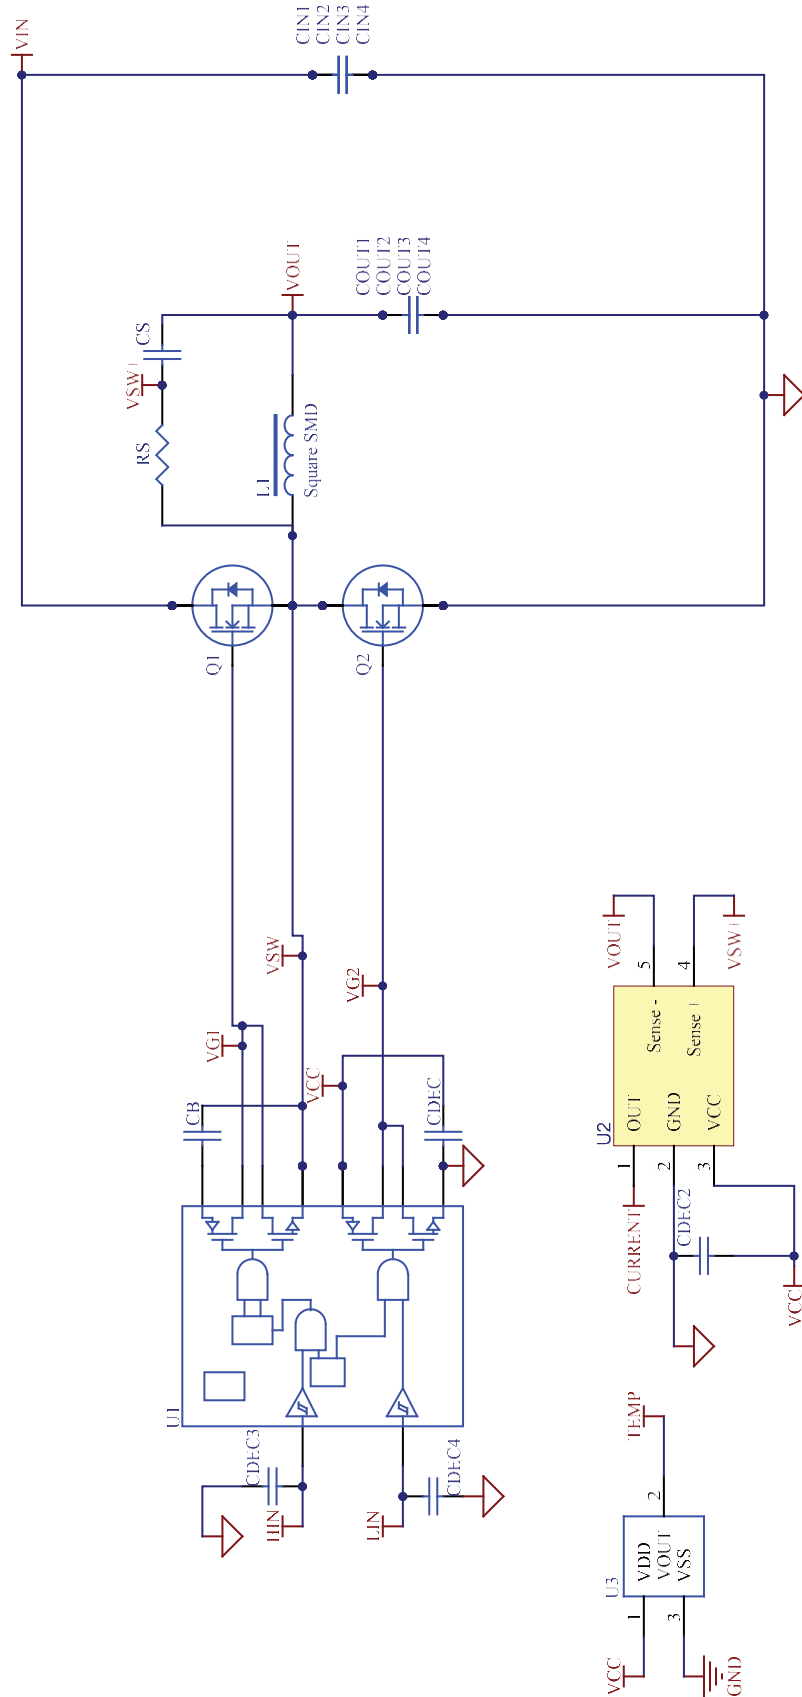 VIN
CIN1
CIN2
CIN3
CIN4
VOUT
COUT1
COUT2
COUT3
COUT4
CS
VSW+
RS
L1
Square SMD
Q1
Q2
VSW
VG2
VG1
VCC
CB
CDEC
U1
CDEC3
HIN
LIN
CDEC4
VOUT
5
4
VSW+
Sense -
Sense +
U2
OUT
GND
VCC
1
2
3
CURRENT
CDEC2
VCC
TEMP
2
U3
VDD
VOUT
VSS
1
3
VCC
GND